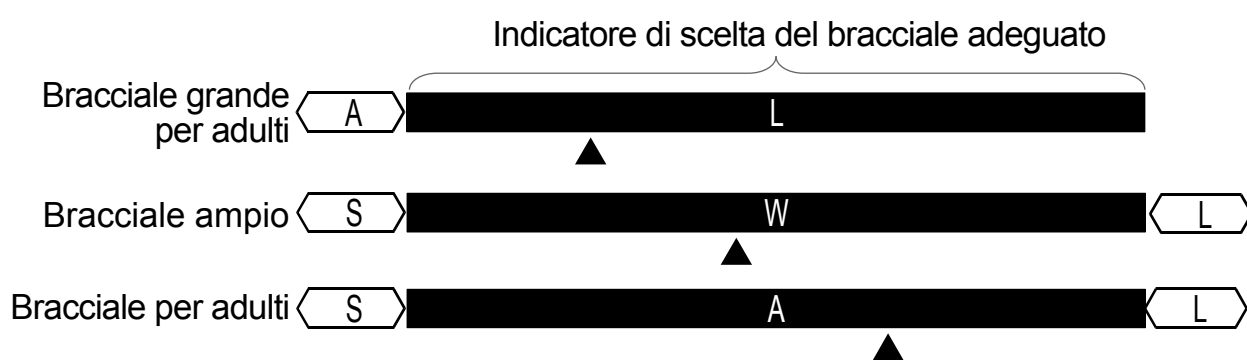 Indicatore di scelta del bracciale adeguato
Bracciale grande
per adulti
A
L
Bracciale ampio
S
W
L
Bracciale per adulti
S
A
L